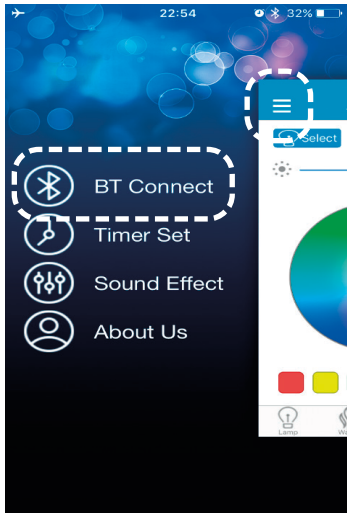 22:54
32%
Select
BT Connect
Timer Set
Sound Effect
About Us
Lamp